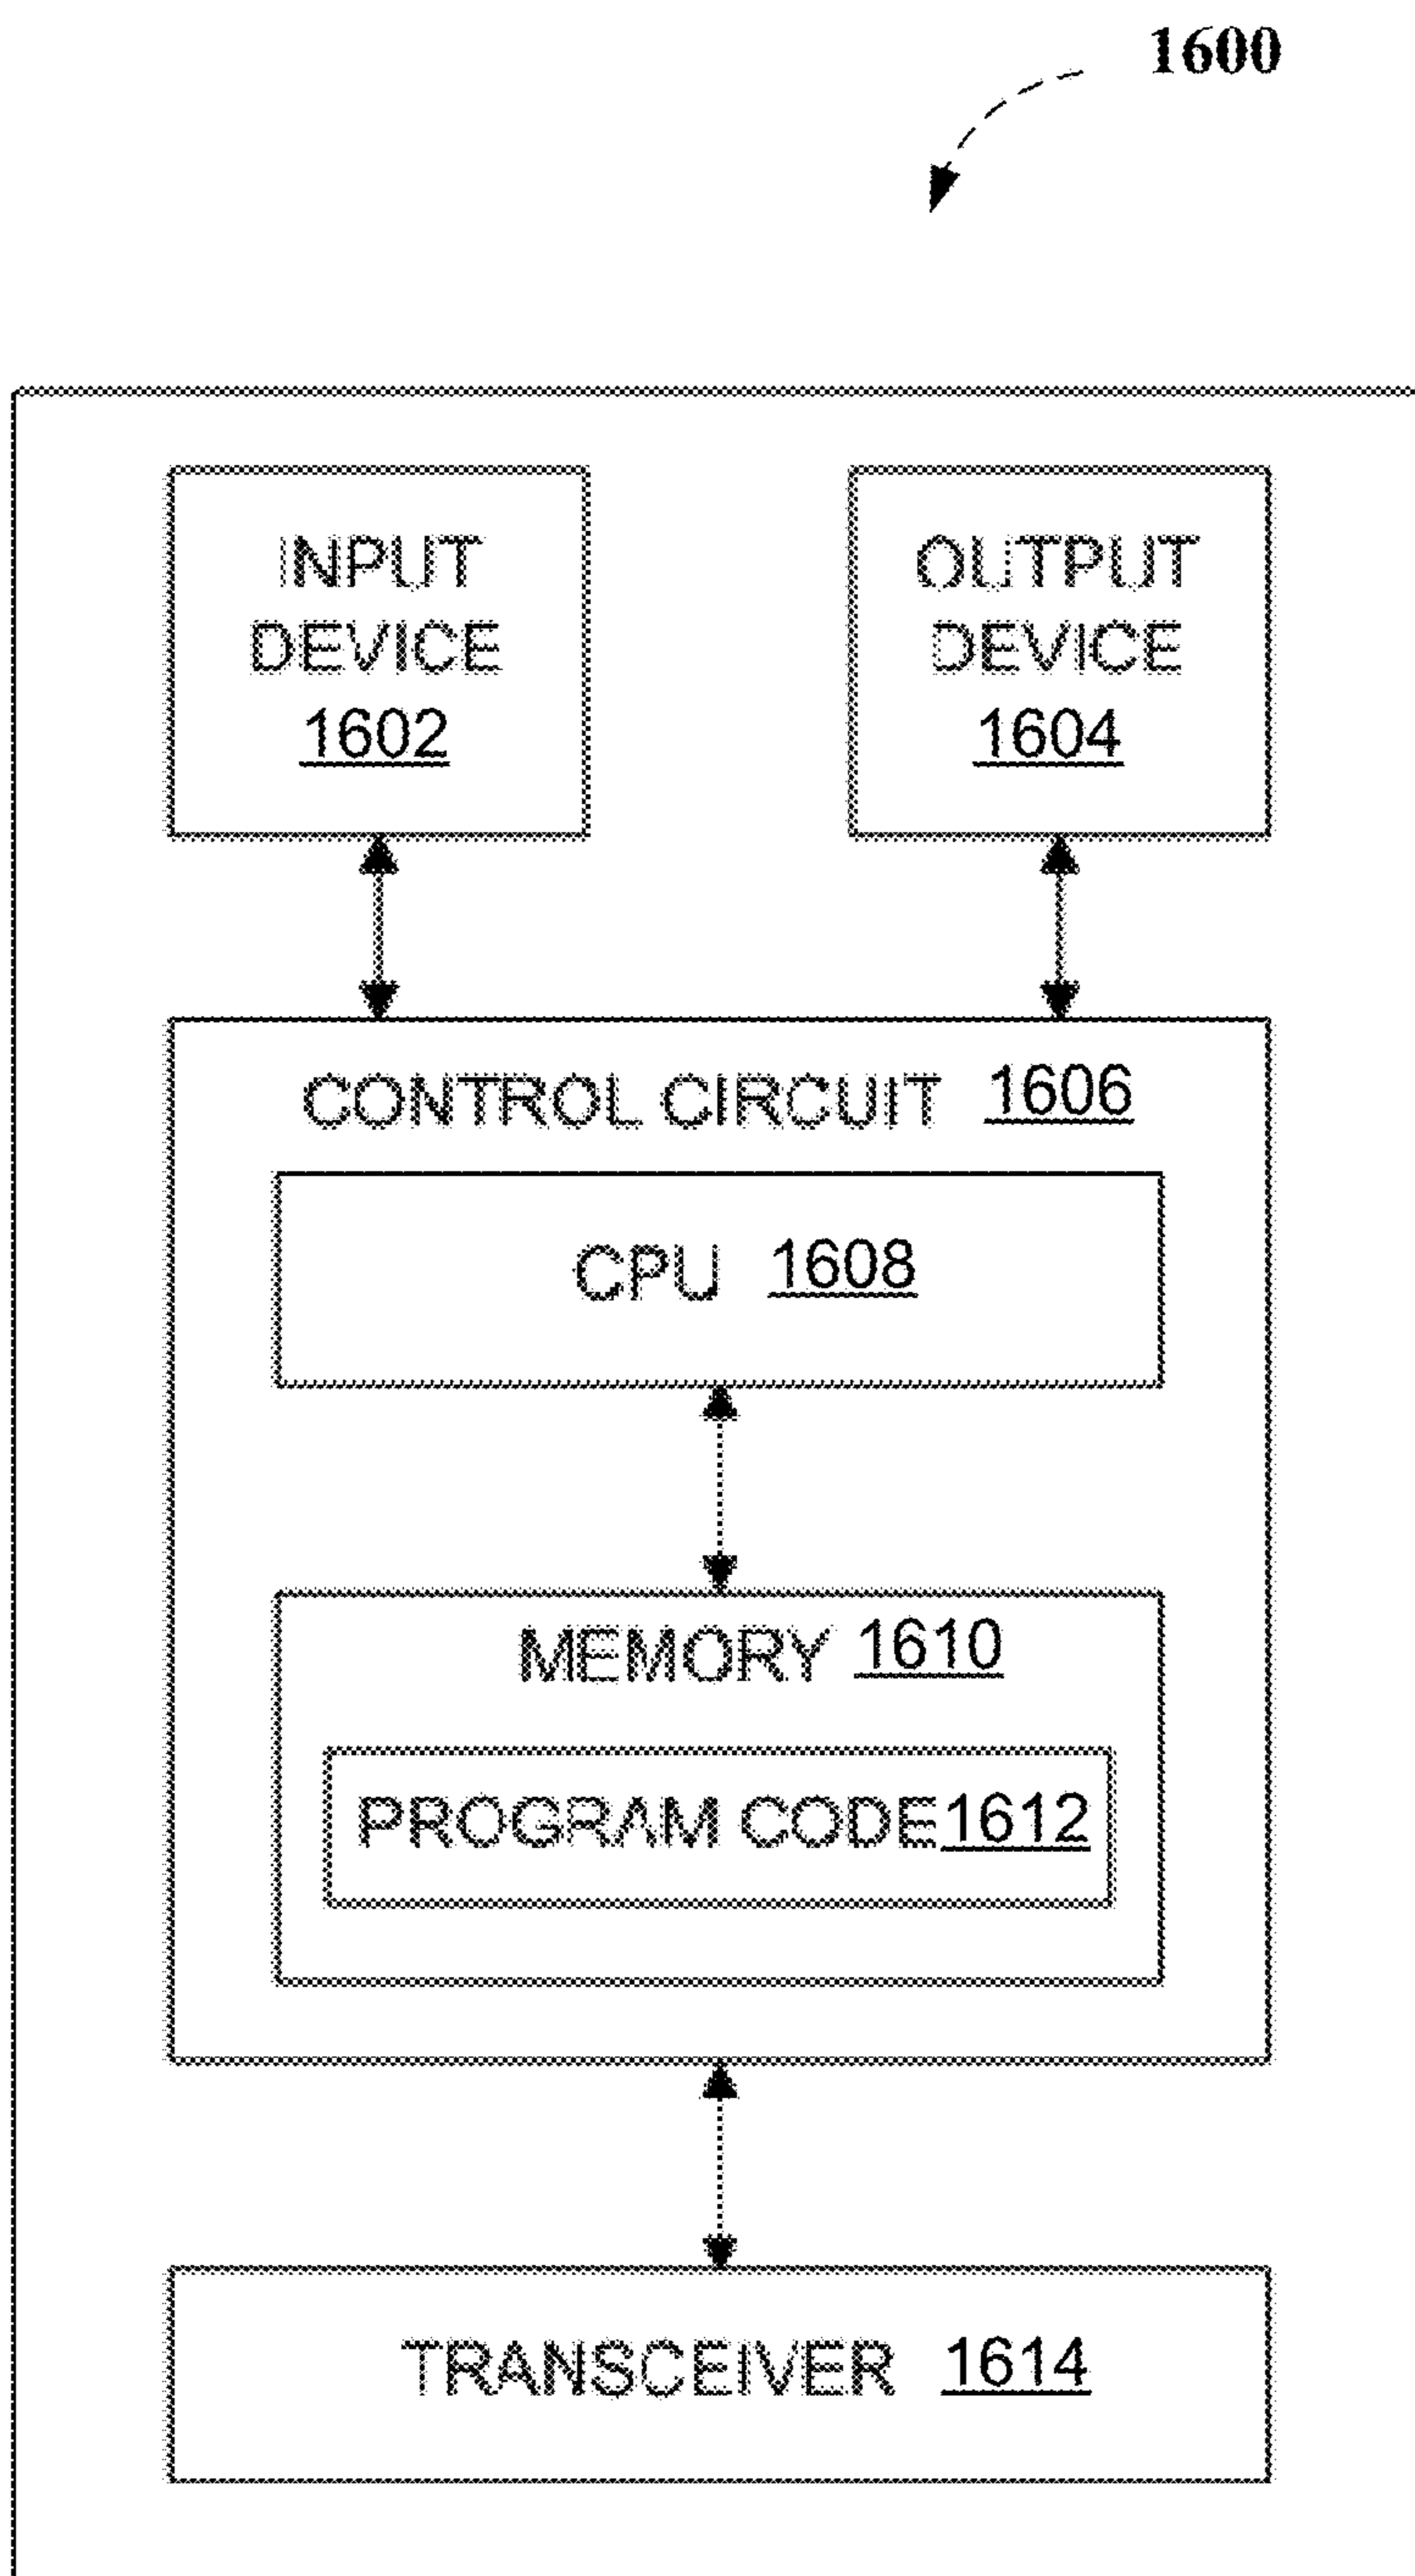 1600
INPUT
DEVICE
1602
OUTPUT
DEVICE
1604
CONTROL CIRCUIT 1606
CPU 1608
MEMORY 1610
PROGRAM CODE 1612
TRANSCEIVER 1614